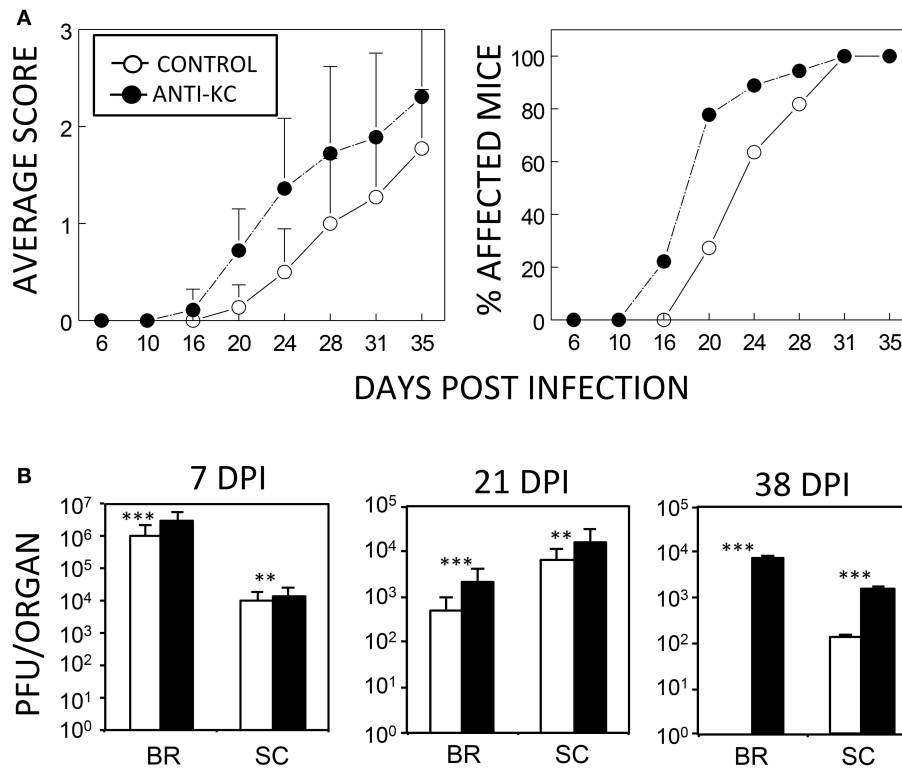 A
AVERAGE SCORE
3
2
1
0
CONTROL
ANTI-KC
6 10 16 20 24 28 31 35
% AFFECTED MICE
100
80
60
40
20
0
6 10 16 20 24 28 31 35
DAYS POST INFECTION
B
PFU/ORGAN
7 DPI
10⁷
10⁶
10⁵
10⁴
10³
10²
10¹
10⁰
***
**
BR SC
21 DPI
10⁵
10⁴
10³
10²
10¹
10⁰
***
**
BR SC
38 DPI
10⁵
10⁴
10³
10²
10¹
10⁰
***
***
BR SC